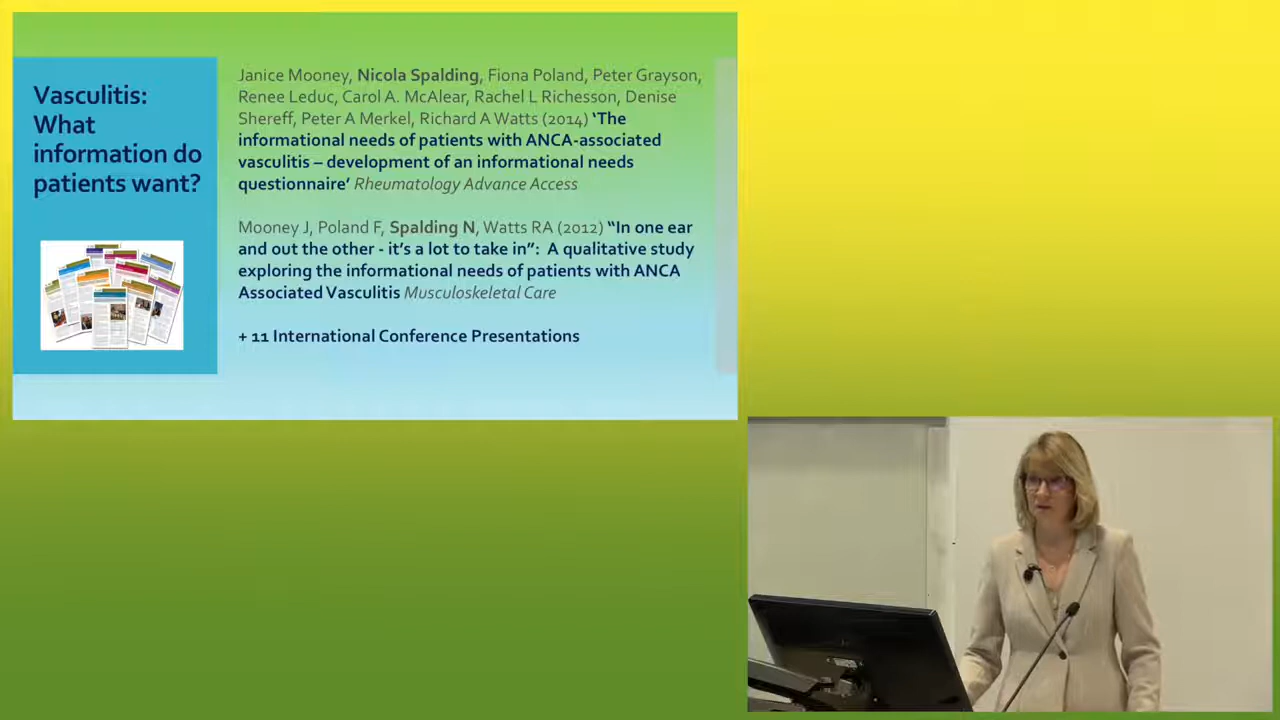 Vasculitis:
What
information do
patients want?
Janice Mooney, Nicola Spalding, Fiona Poland, Peter Grayson,
Renee Leduc, Carol A. McAlear, Rachel L Richesson, Denise
Shereff, Peter A Merkel, Richard A Watts (2014) ‘The
informational needs of patients with ANCA-associated
vasculitis – development of an informational needs
questionnaire’ Rheumatology Advance Access
Mooney J, Poland F, Spalding N, Watts RA (2012) “In one ear
and out the other - it’s a lot to take in”: A qualitative study
exploring the informational needs of patients with ANCA
Associated Vasculitis Musculoskeletal Care
+ 11 International Conference Presentations